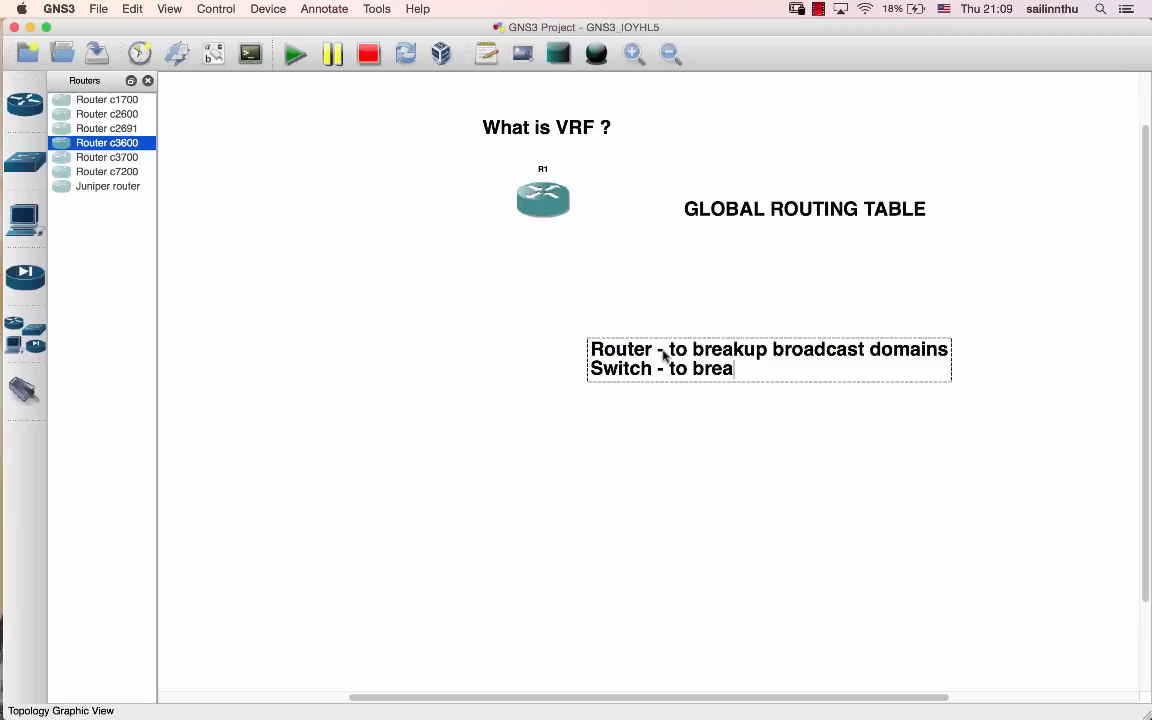 GNS3 File Edit View Control Device Annotate Tools Help 18% Thu 21:09 sailinnthu
GNS3 Project - GNS3_IOYHL5
Routers
Router c1700
Router c2600
Router c2691
Router c3600
Router c3700
Router c7200
Juniper router
What is VRF ?
R1
GLOBAL ROUTING TABLE
Router - to breakup broadcast domains
Switch - to brea
Topology Graphic View